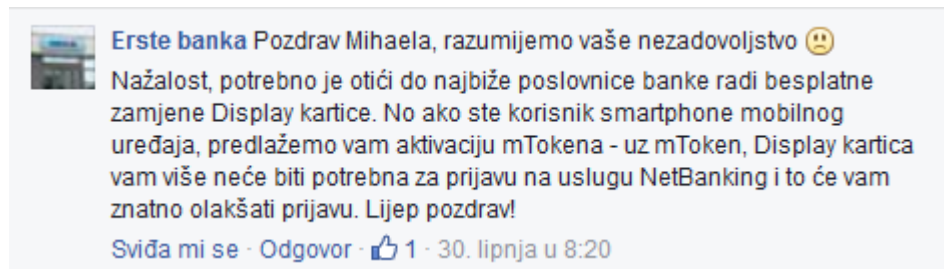 Erste banka Pozdrav Mihaela, razumijemo vaše nezadovoljstvo
Nažalost, potrebno je otići do najbiže poslovnice banke radi besplatne
zamjene Display kartice. No ako ste korisnik smartphone mobilnog
uređaja, predlažemo vam aktivaciju mTokena - uz mToken, Display kartica
vam više neće biti potrebna za prijavu na uslugu NetBanking i to će vam
znatno olakšati prijavu. Lijep pozdrav!
Sviđa mi se · Odgovor · 1 · 30. lipnja u 8:20